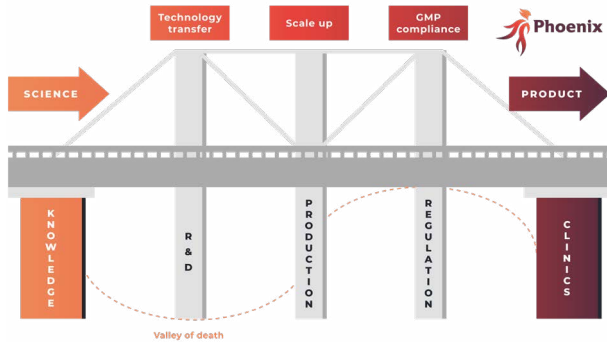 Technology
transfer
Scale up
GMP
compliance
Phoenix
SCIENCE
PRODUCT
KNOWLEDGE
R & D
PRODUCTION
REGULATION
CLINICS
Valley of death